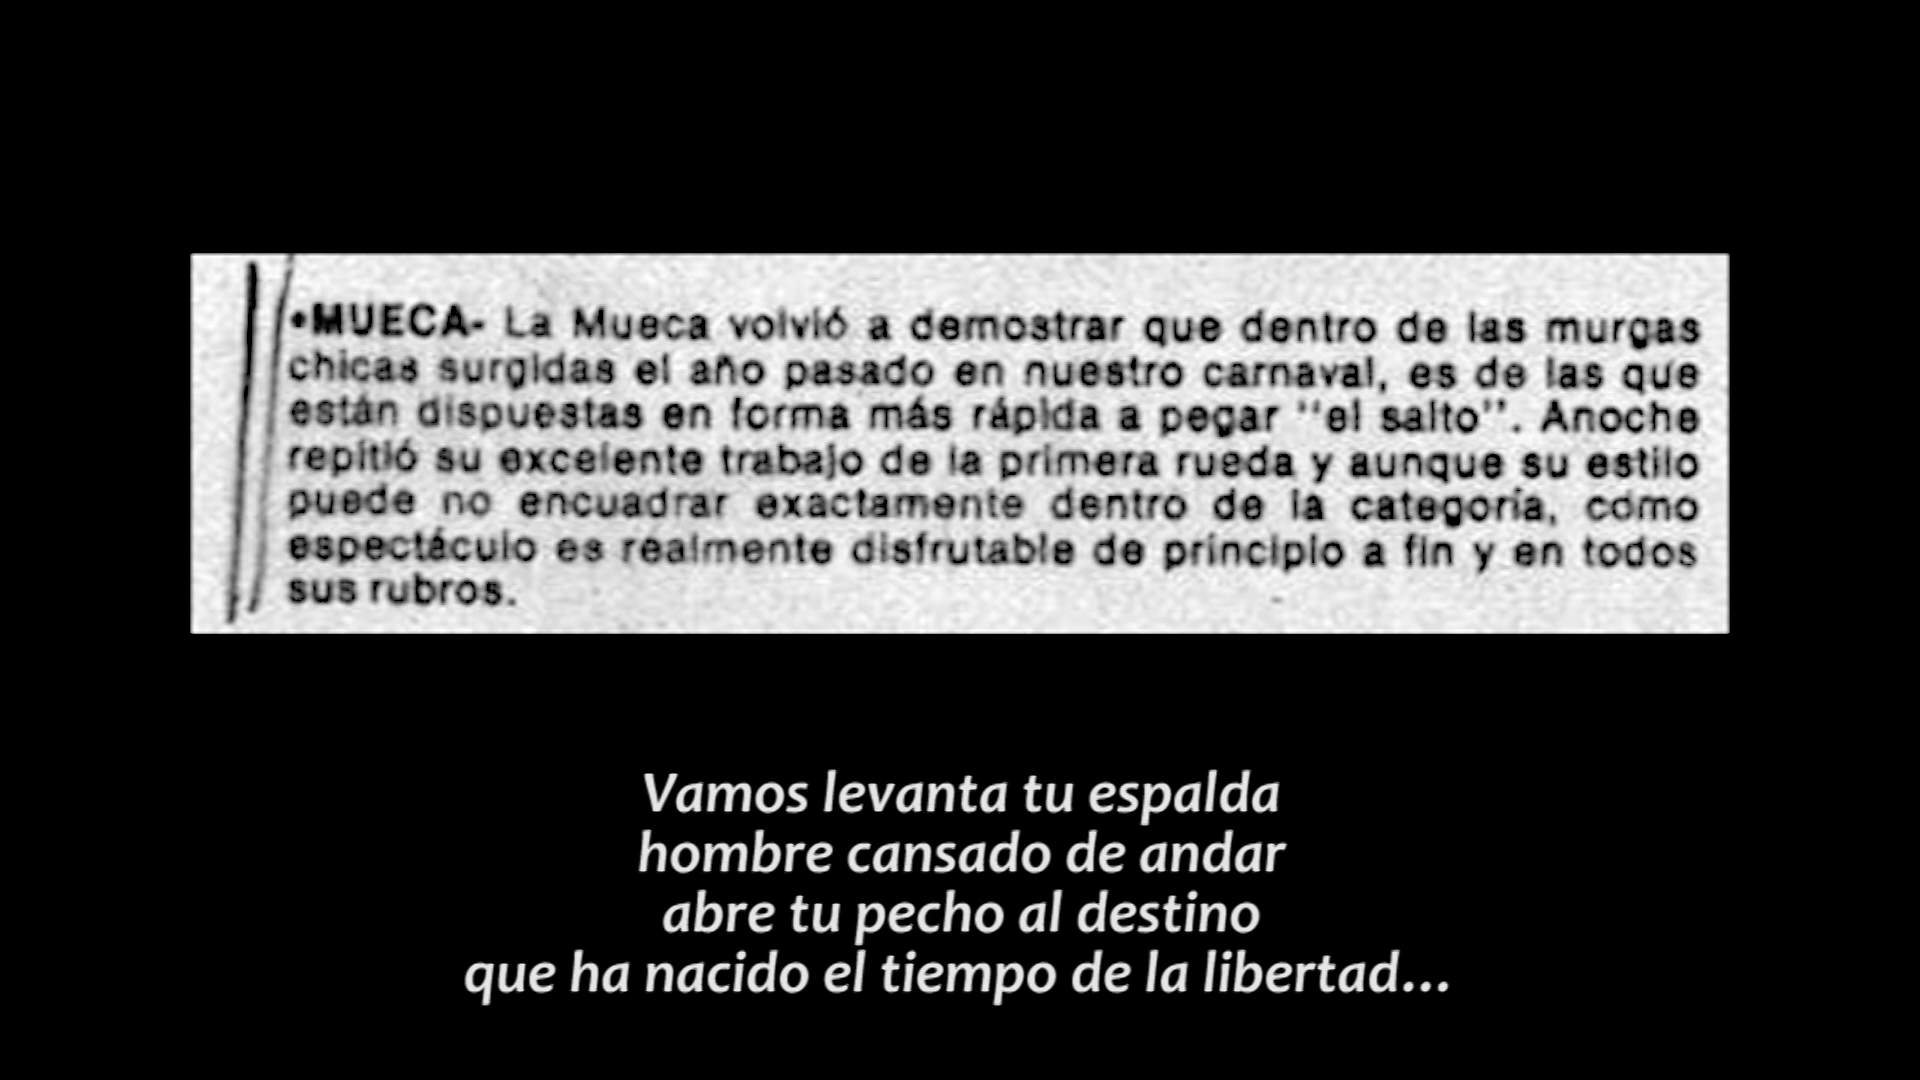 •MUECA- La Mueca volvió a demostrar que dentro de las murgas
chicas surgidas el año pasado en nuestro carnaval, es de las que
están dispuestas en forma más rápida a pegar "el salto". Anoche
repitió su excelente trabajo de la primera rueda y aunque su estilo
puede no encuadrar exactamente dentro de la categoría, como
espectáculo es realmente disfrutable de principio a fin y en todos
sus rubros.
Vamos levanta tu espalda
hombre cansado de andar
abre tu pecho al destino
que ha nacido el tiempo de la libertad...